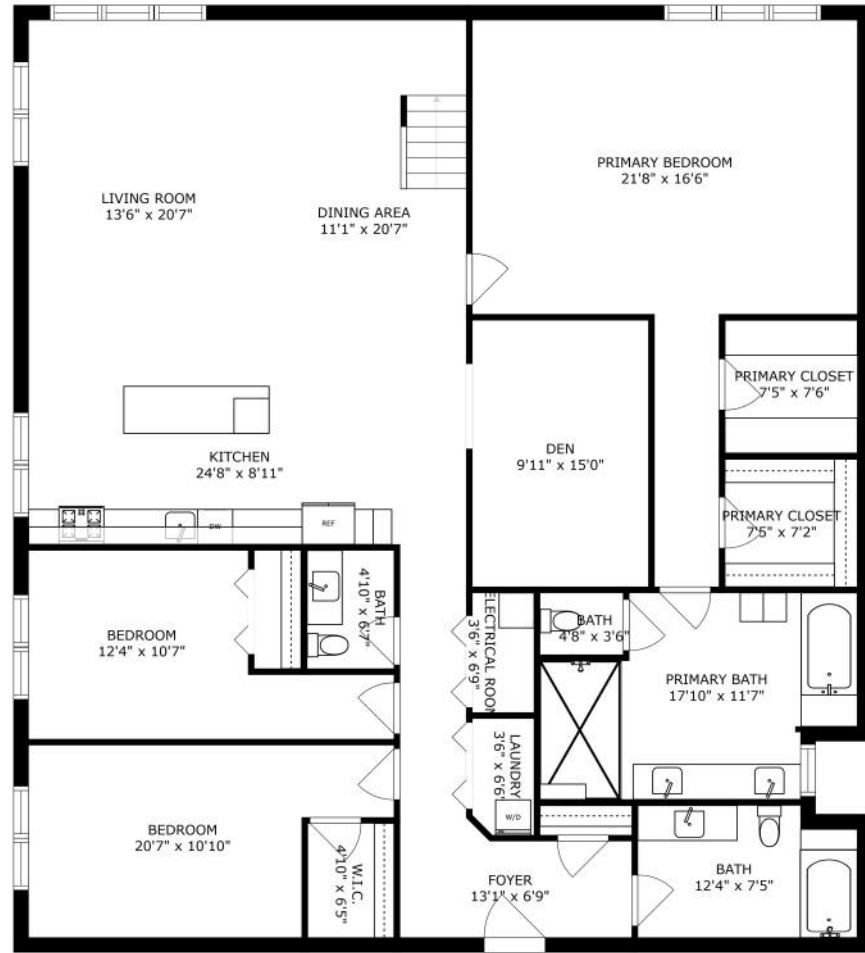 PRIMARY BEDROOM
21'8" x 16'6"
LIVING ROOM
13'6" x 20'7"
DINING AREA
11'1" x 20'7"
PRIMARY CLOSET
7'5" x 7'6"
KITCHEN
24'8" x 8'11"
DEN
9'11" x 15'0"
PRIMARY CLOSET
7'5" x 7'2"
DW
REF
BATH
4'10" x 6'7"
BEDROOM
12'4" x 10'7"
ELECTRICAL ROOM
3'6" x 6'9"
BATH
4'8" x 3'6"
PRIMARY BATH
17'10" x 11'7"
LAUNDRY
3'6" x 6'6"
W/D
BEDROOM
20'7" x 10'10"
W.I.C.
4'10" x 6'5"
FOYER
13'1" x 6'9"
BATH
12'4" x 7'5"